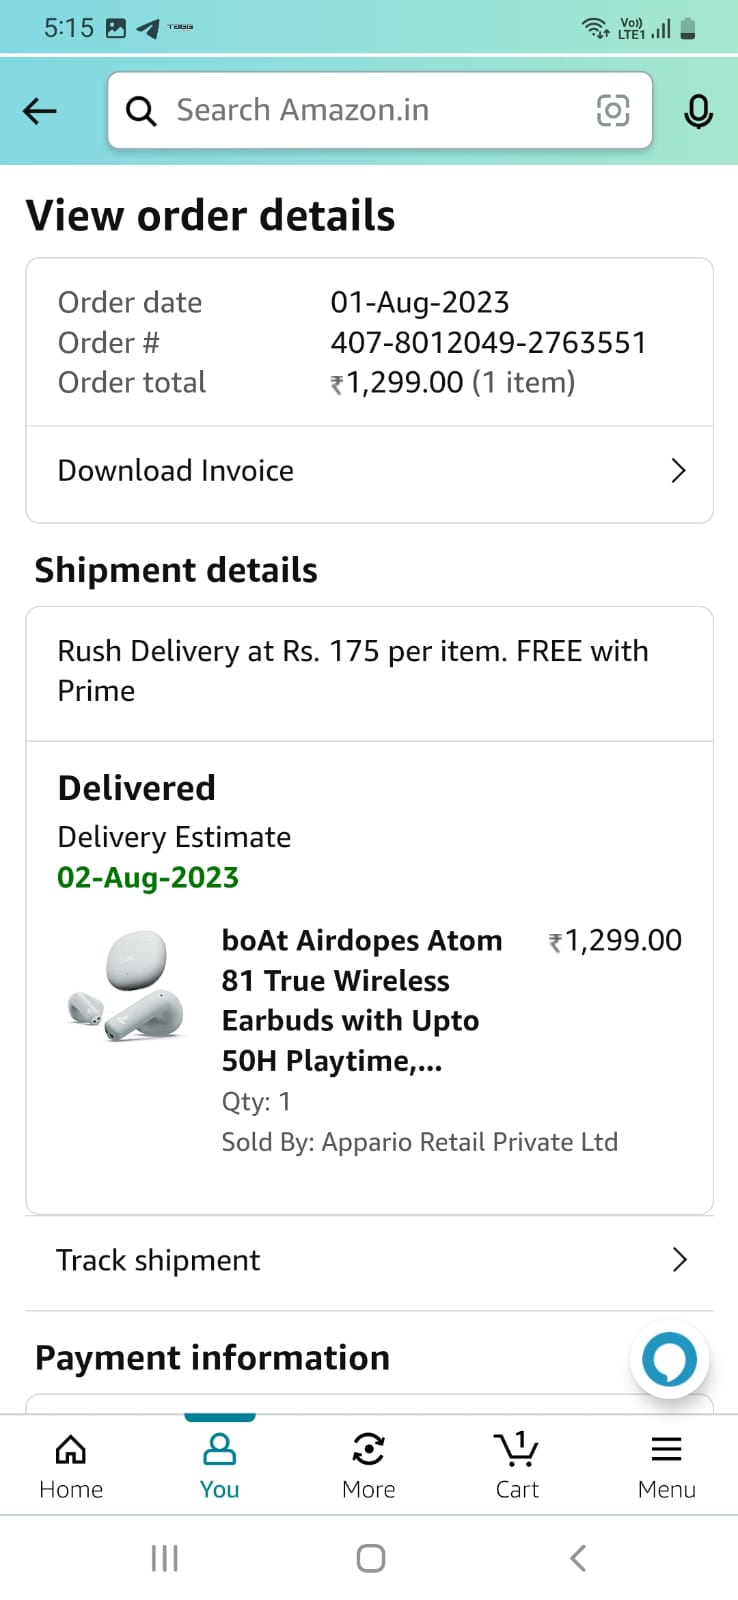 5:15
Vo))
LTE1
Search Amazon.in
View order details
Order date 01-Aug-2023
Order # 407-8012049-2763551
Order total ₹1,299.00 (1 item)
Download Invoice
Shipment details
Rush Delivery at Rs. 175 per item. FREE with
Prime
Delivered
Delivery Estimate
02-Aug-2023
boAt Airdopes Atom ₹1,299.00
81 True Wireless
Earbuds with Upto
50H Playtime,...
Qty: 1
Sold By: Appario Retail Private Ltd
Track shipment
Payment information
1
Home You More Cart Menu